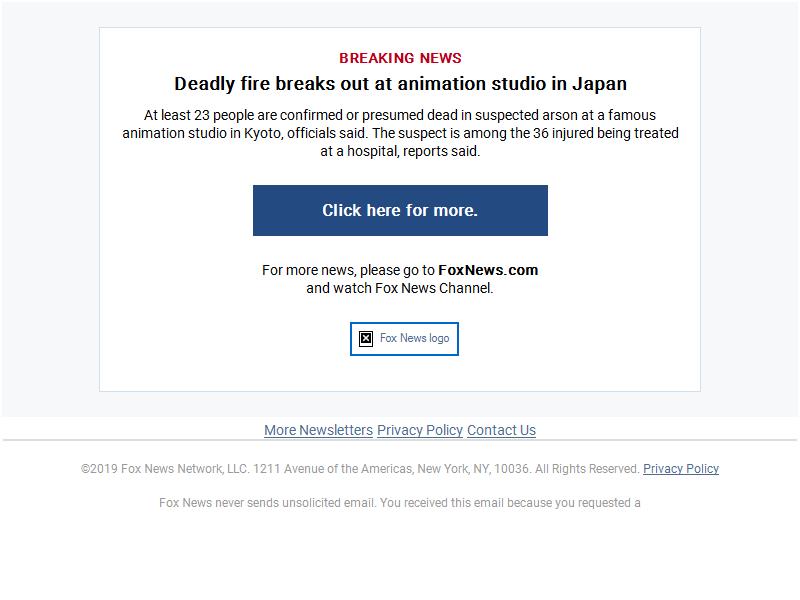 BREAKING NEWS
Deadly fire breaks out at animation studio in Japan
At least 23 people are confirmed or presumed dead in suspected arson at a famous
animation studio in Kyoto, officials said. The suspect is among the 36 injured being treated
at a hospital, reports said.
Click here for more.
For more news, please go to FoxNews.com
and watch Fox News Channel.
Fox News logo
More Newsletters Privacy Policy Contact Us
©2019 Fox News Network, LLC. 1211 Avenue of the Americas, New York, NY, 10036. All Rights Reserved. Privacy Policy
Fox News never sends unsolicited email. You received this email because you requested a